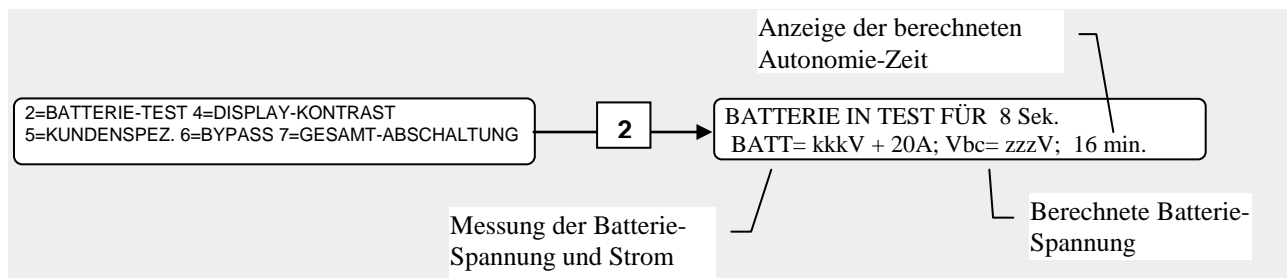 Anzeige der berechneten
Autonomie-Zeit
2=BATTERIE-TEST 4=DISPLAY-KONTRAST
5=KUNDENSPEZ. 6=BYPASS 7=GESAMT-ABSCHALTUNG
2
BATTERIE IN TEST FÜR 8 Sek.
BATT= kkkV + 20A; Vbc= zzzV; 16 min.
Messung der Batterie-
Spannung und Strom
Berechnete Batterie-
Spannung